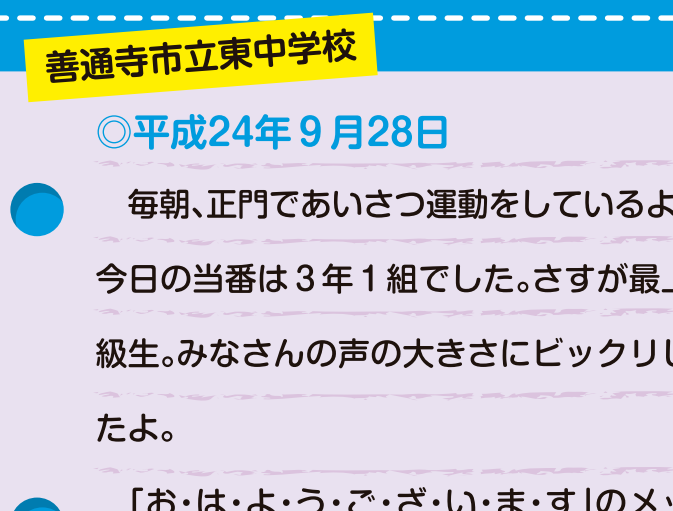 善通寺市立東中学校
◎平成24年9月28日
毎朝、正門であいさつ運動をしているよ
今日の当番は3年1組でした。さすが最上
級生。みなさんの声の大きさにビックリし
たよ。
「お・は・よ・う・ご・ざ・い・ま・す」のメッ